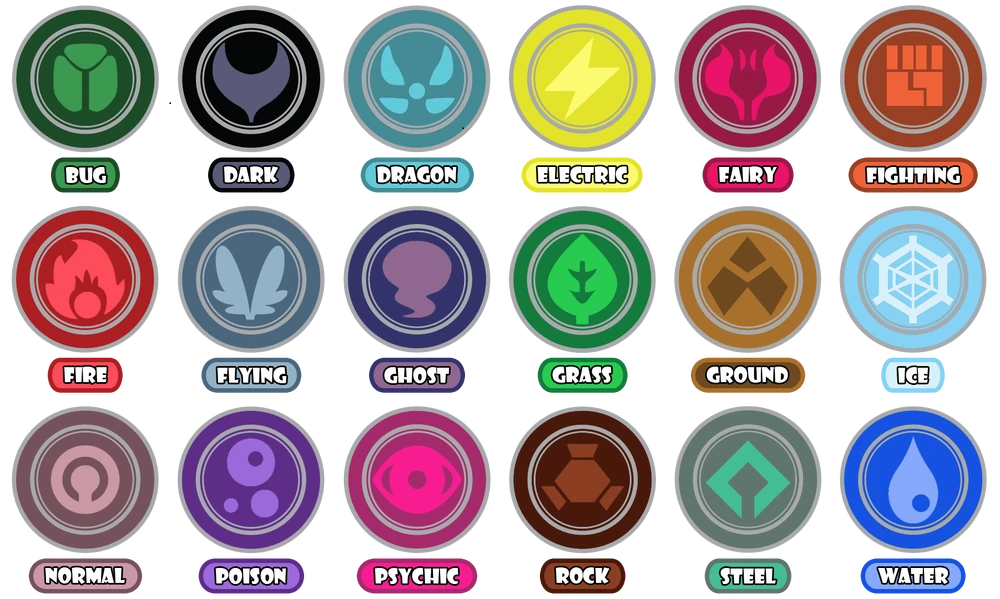 BUG DARK DRAGON ELECTRIC FAIRY FIGHTING
FIRE FLYING GHOST GRASS GROUND ICE
NORMAL POISON PSYCHIC ROCK STEEL WATER